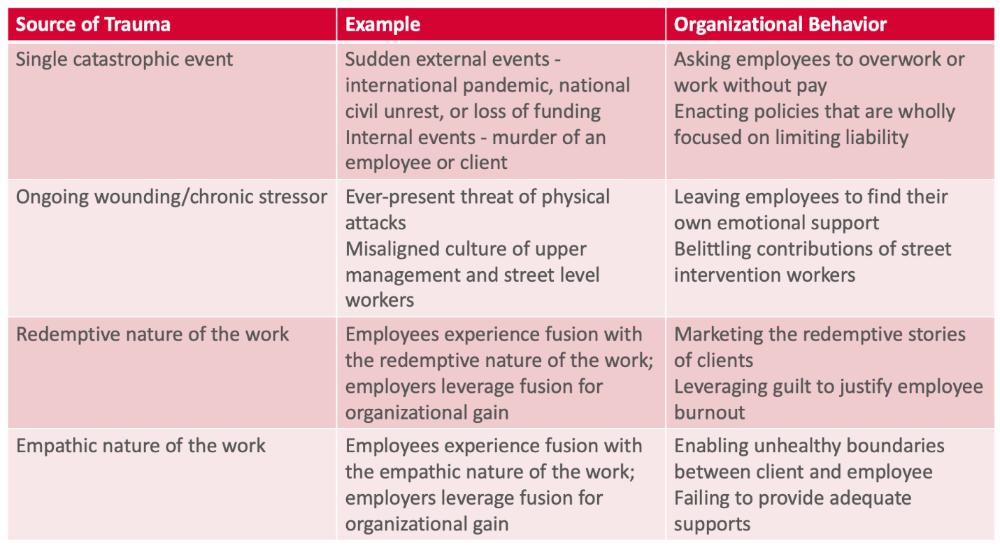 Source of Trauma
Example
Organizational Behavior
Single catastrophic event
Sudden external events -
international pandemic, national
civil unrest, or loss of funding
Internal events - murder of an
employee or client
Asking employees to overwork or
work without pay
Enacting policies that are wholly
focused on limiting liability
Ongoing wounding/chronic stressor
Ever-present threat of physical
attacks
Misaligned culture of upper
management and street level
workers
Leaving employees to find their
own emotional support
Belittling contributions of street
intervention workers
Redemptive nature of the work
Employees experience fusion with
the redemptive nature of the work;
employers leverage fusion for
organizational gain
Marketing the redemptive stories
of clients
Leveraging guilt to justify employee
burnout
Empathic nature of the work
Employees experience fusion with
the empathic nature of the work;
employers leverage fusion for
organizational gain
Enabling unhealthy boundaries
between client and employee
Failing to provide adequate
supports